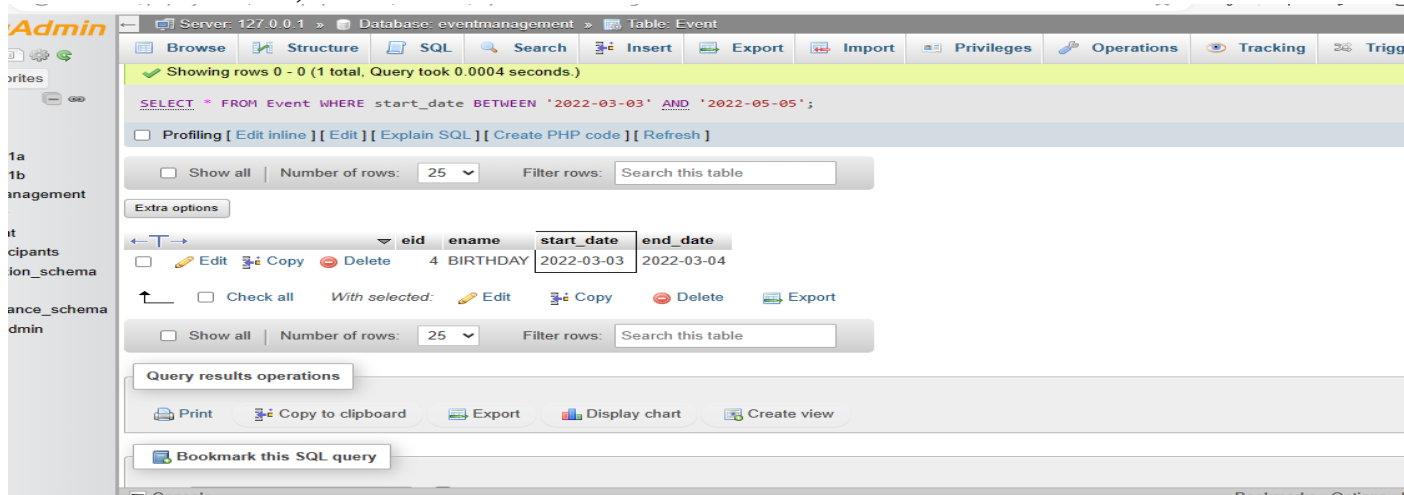 Admin
Server: 127.0.0.1 » Database: eventmanagement » Table: Event
Browse Structure SQL Search Insert Export Import Privileges Operations Tracking Trigg
orites
Showing rows 0 - 0 (1 total, Query took 0.0004 seconds.)
SELECT * FROM Event WHERE start_date BETWEEN '2022-03-03' AND '2022-05-05';
Profiling [ Edit inline ] [ Edit ] [ Explain SQL ] [ Create PHP code ] [ Refresh ]
1a
1b
anagement
nt
cipants
ion_schema
ance_schema
dmin
Show all | Number of rows: 25 Filter rows: Search this table
Extra options
←T→ eid ename start_date end_date
Edit Copy Delete 4 BIRTHDAY 2022-03-03 2022-03-04
Check all With selected: Edit Copy Delete Export
Show all | Number of rows: 25 Filter rows: Search this table
Query results operations
Print Copy to clipboard Export Display chart Create view
Bookmark this SQL query